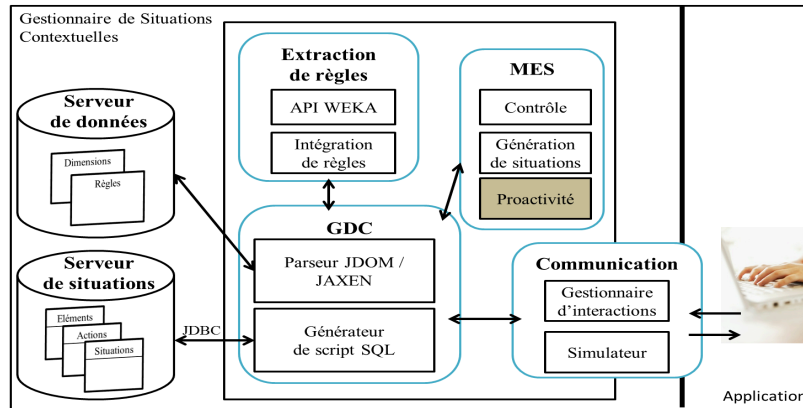 Gestionnaire de Situations
Contextuelles
Extraction
de règles
API WEKA
Intégration
de règles
MES
Contrôle
Génération
de situations
Proactivité
Serveur
de données
Dimensions
Règles
GDC
Parseur JDOM /
JAXEN
Générateur
de script SQL
Serveur
de situations
Eléments
Actions
Situations
JDBC
Communication
Gestionnaire
d'interactions
Simulateur
Application